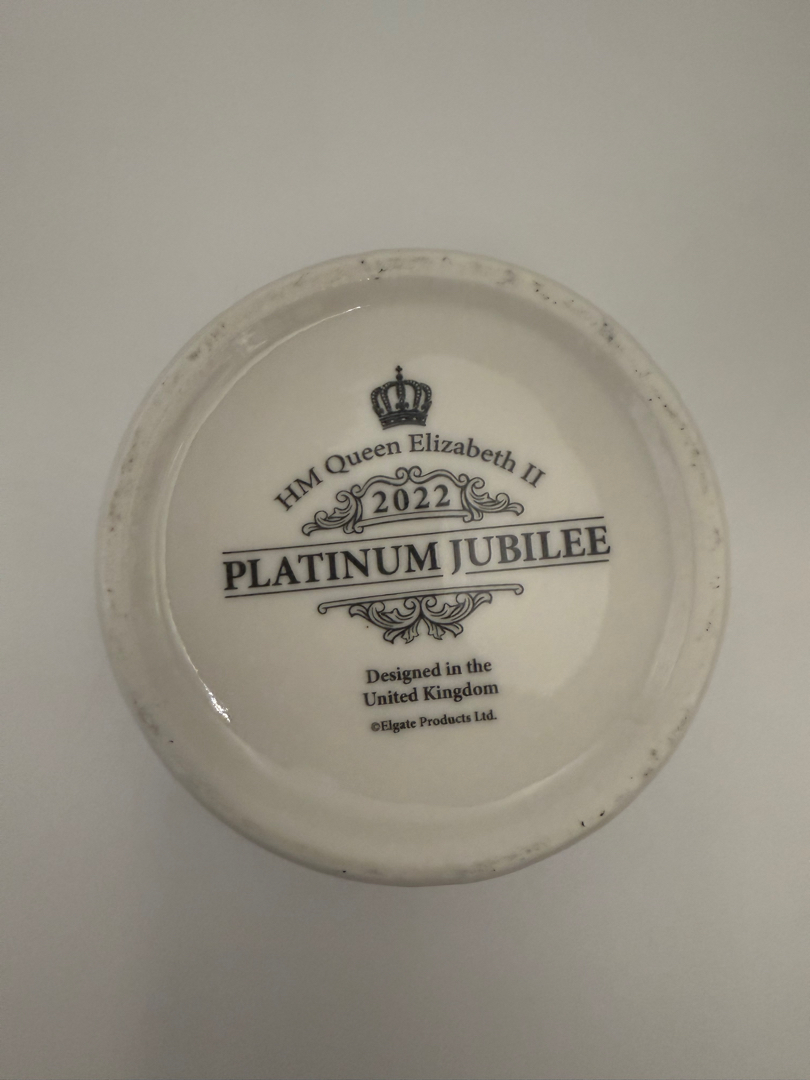 HM Queen Elizabeth II
2022
PLATINUM JUBILEE
Designed in the
United Kingdom
©Elgate Products Ltd.